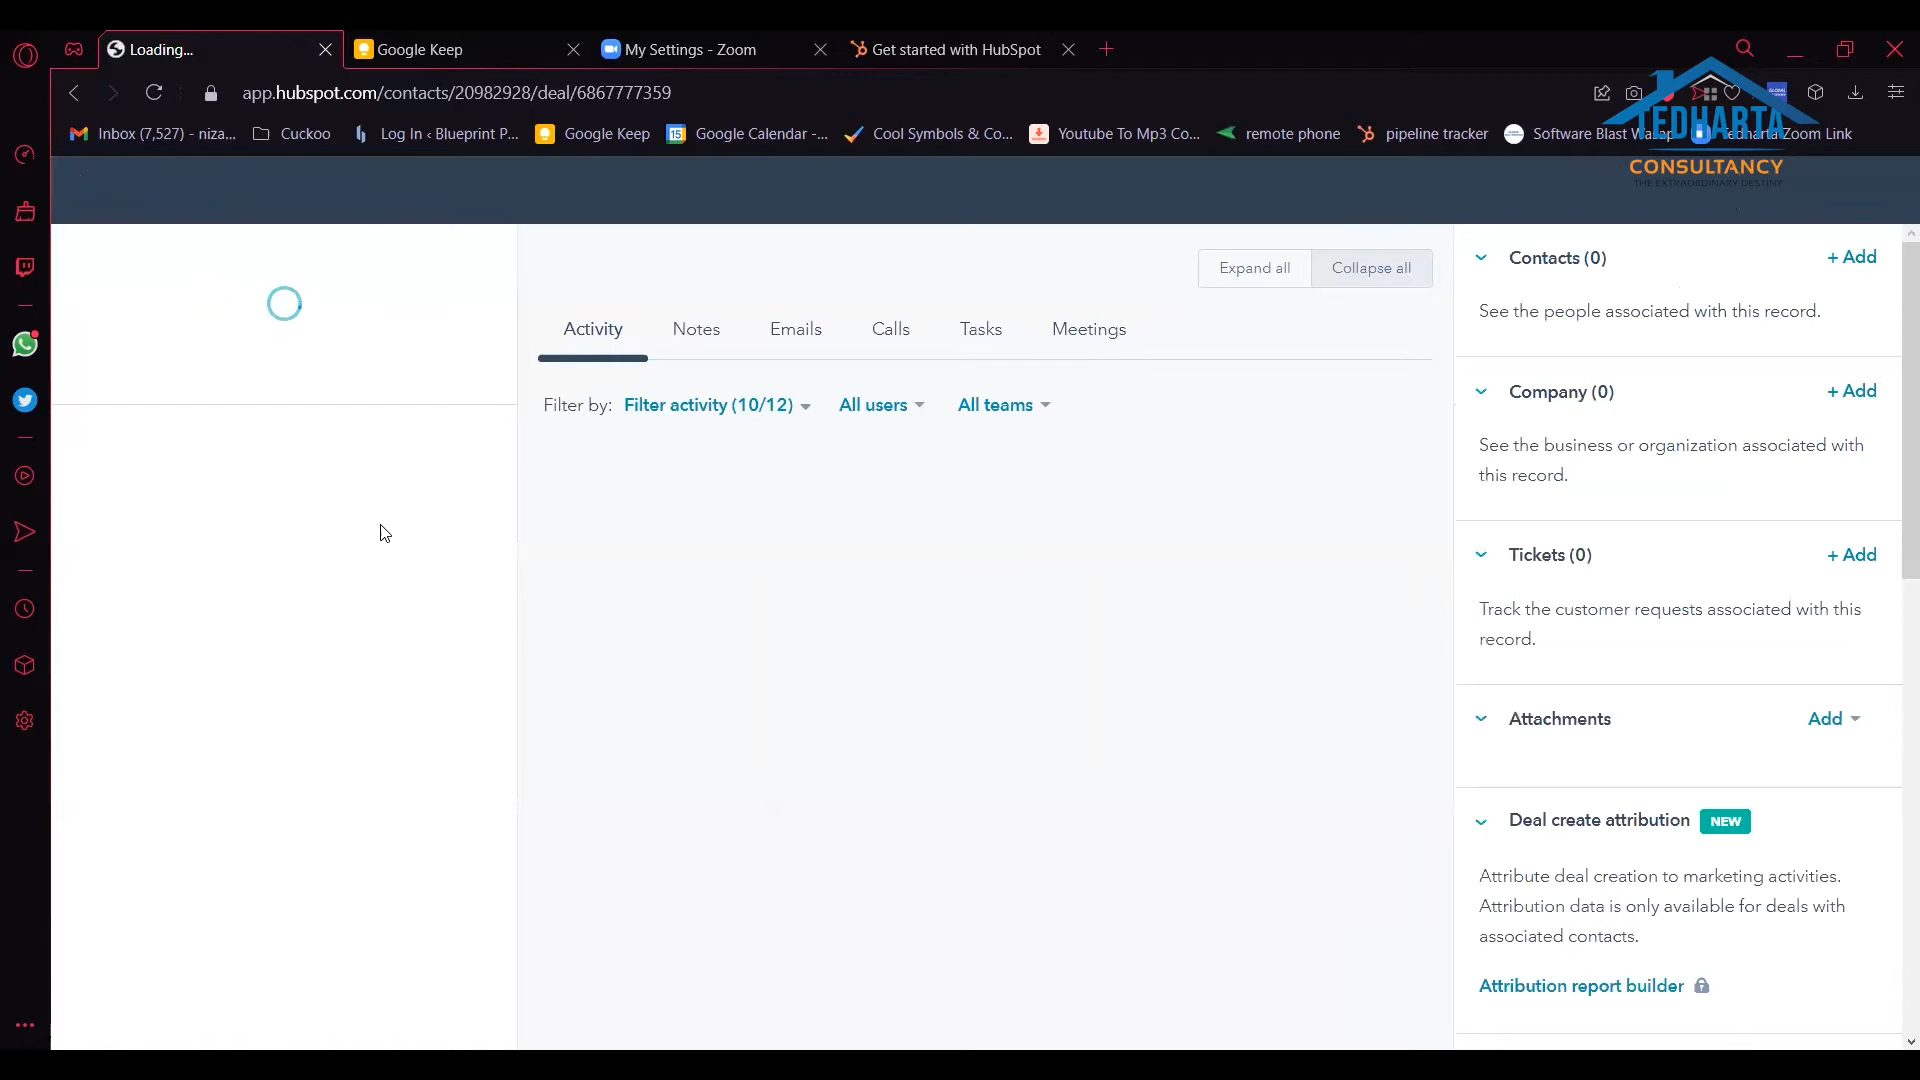 Loading...
Google Keep
My Settings - Zoom
Get started with HubSpot
app.hubspot.com/contacts/20982928/deal/6867777359
Inbox (7,527) - niza...
Cuckoo
Log In ‹ Blueprint P...
Google Keep
Google Calendar -...
Cool Symbols & Co...
Youtube To Mp3 Co...
remote phone
pipeline tracker
Software Blast Wasap
Tedharta Zoom Link
TEDHARTA
CONSULTANCY
THE EXTRAORDINARY DESTINY
Expand all
Collapse all
Activity
Notes
Emails
Calls
Tasks
Meetings
Filter by:
Filter activity (10/12)
All users
All teams
Contacts (0)
+ Add
See the people associated with this record.
Company (0)
+ Add
See the business or organization associated with
this record.
Tickets (0)
+ Add
Track the customer requests associated with this
record.
Attachments
Add
Deal create attribution
NEW
Attribute deal creation to marketing activities.
Attribution data is only available for deals with
associated contacts.
Attribution report builder